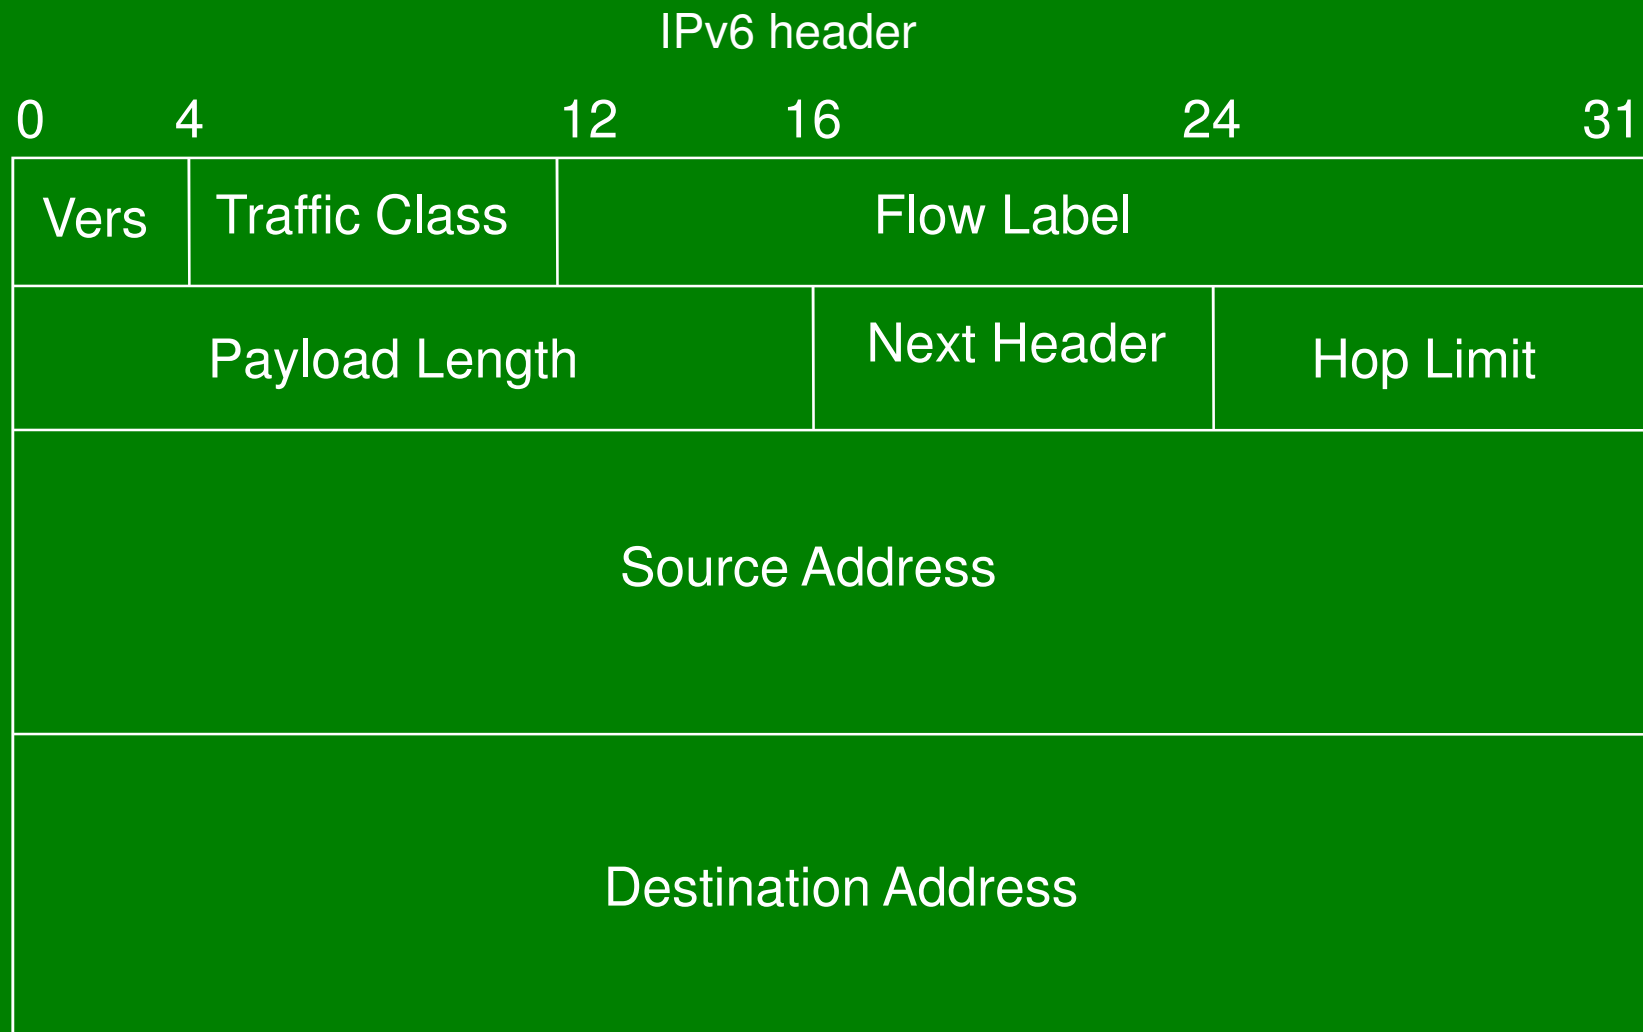 IPv6 header
0 4 12 16 24 31
Vers Traffic Class Flow Label
Payload Length Next Header Hop Limit
Source Address
Destination Address